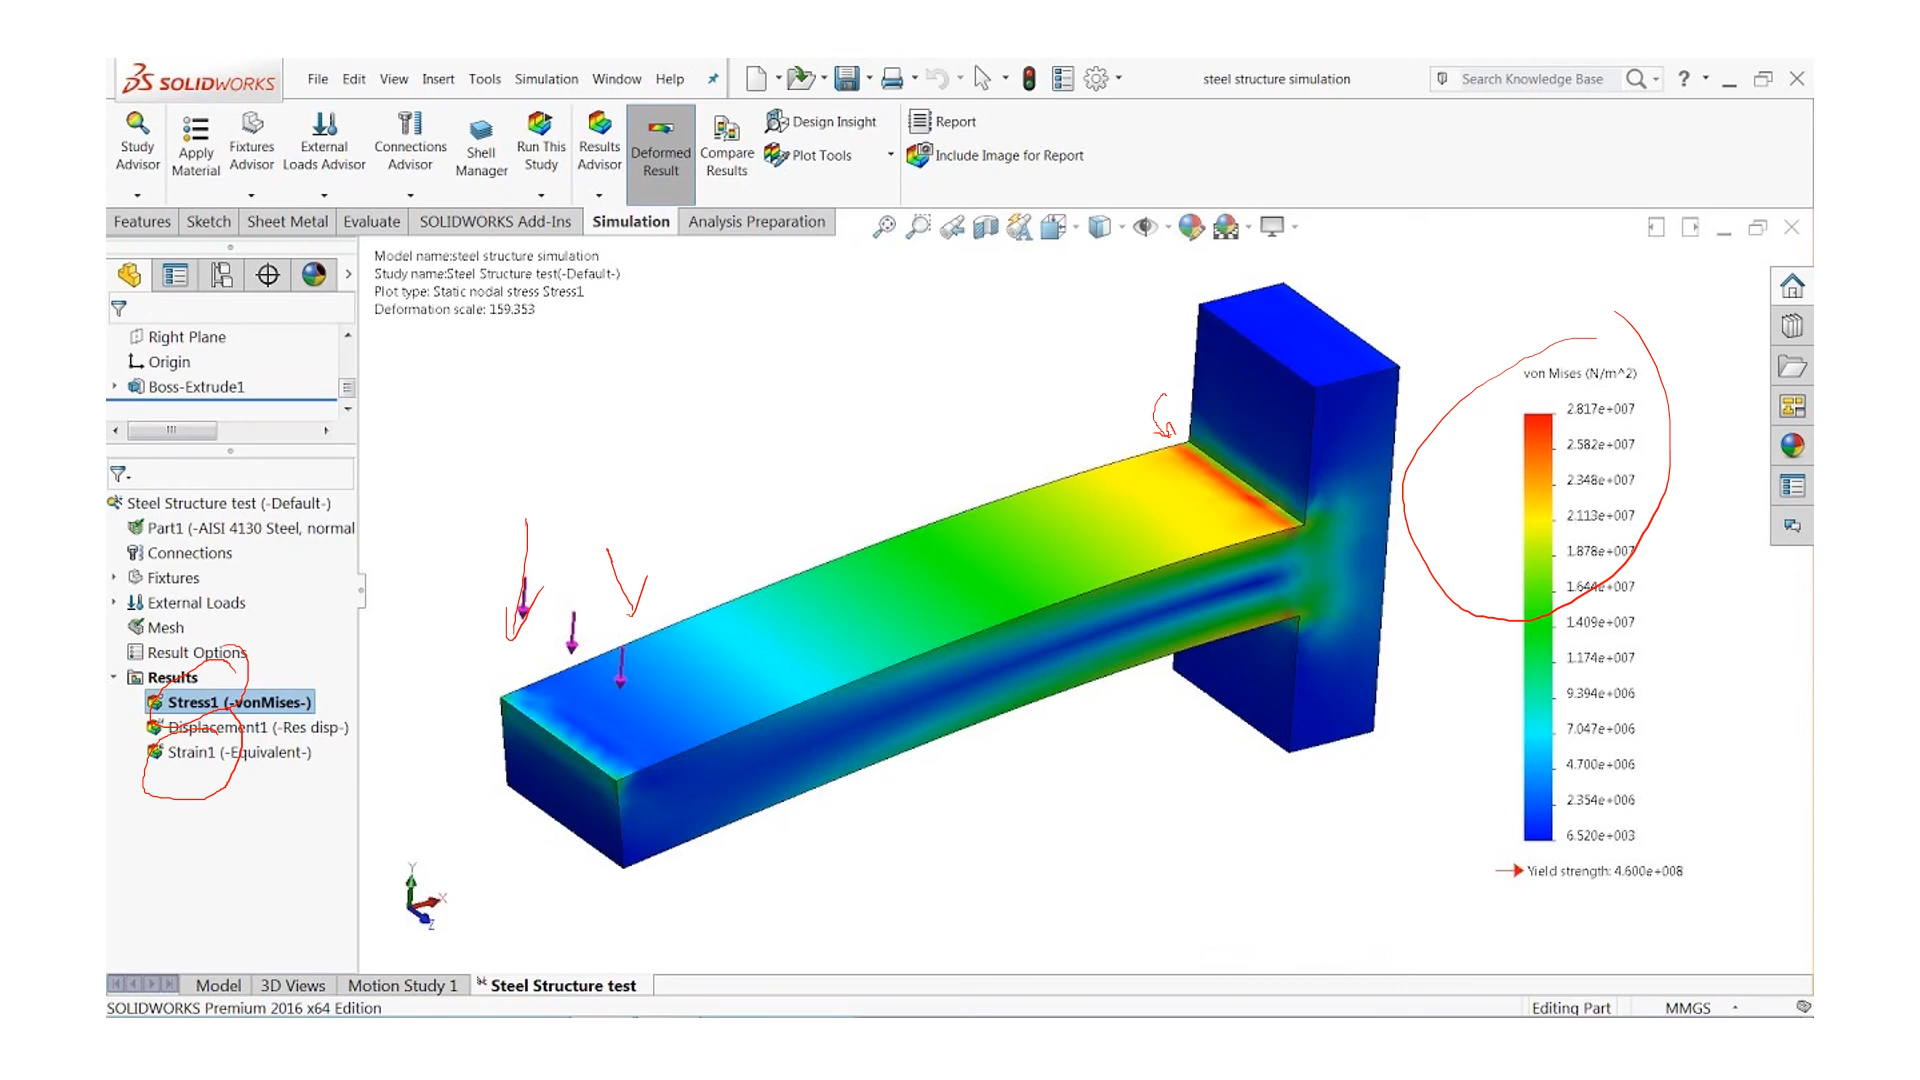 SOLIDWORKS File Edit View Insert Tools Simulation Window Help steel structure simulation Search Knowledge Base ?
Study Advisor
Apply Material
Fixtures Advisor
External Loads Advisor
Connections Advisor
Shell Manager
Run This Study
Results Advisor
Deformed Result
Compare Results
Design Insight
Plot Tools
Report
Include Image for Report
Features Sketch Sheet Metal Evaluate SOLIDWORKS Add-Ins Simulation Analysis Preparation
Right Plane
Origin
Boss-Extrude1
Steel Structure test (-Default-)
Part1 (-AISI 4130 Steel, normal
Connections
Fixtures
External Loads
Mesh
Result Options
Results
Stress1 (-vonMises-)
Displacement1 (-Res disp-)
Strain1 (-Equivalent-)
Model name:steel structure simulation
Study name:Steel Structure test(-Default-)
Plot type: Static nodal stress Stress1
Deformation scale: 159.353
von Mises (N/m^2)
2.817e+007
2.582e+007
2.348e+007
2.113e+007
1.878e+007
1.644e+007
1.409e+007
1.174e+007
9.394e+006
7.047e+006
4.700e+006
2.354e+006
6.520e+003
Yield strength: 4.600e+008
Y
X
Z
Model 3D Views Motion Study 1 Steel Structure test
SOLIDWORKS Premium 2016 x64 Edition Editing Part MMGS